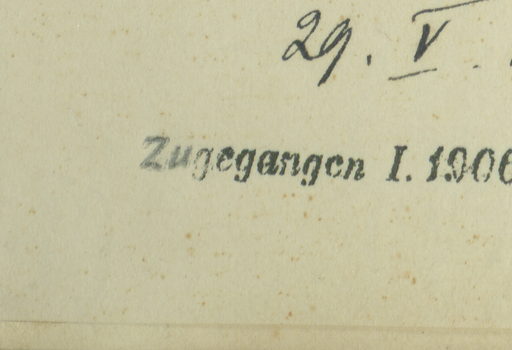 29. V.
Zugegangen I. 1906